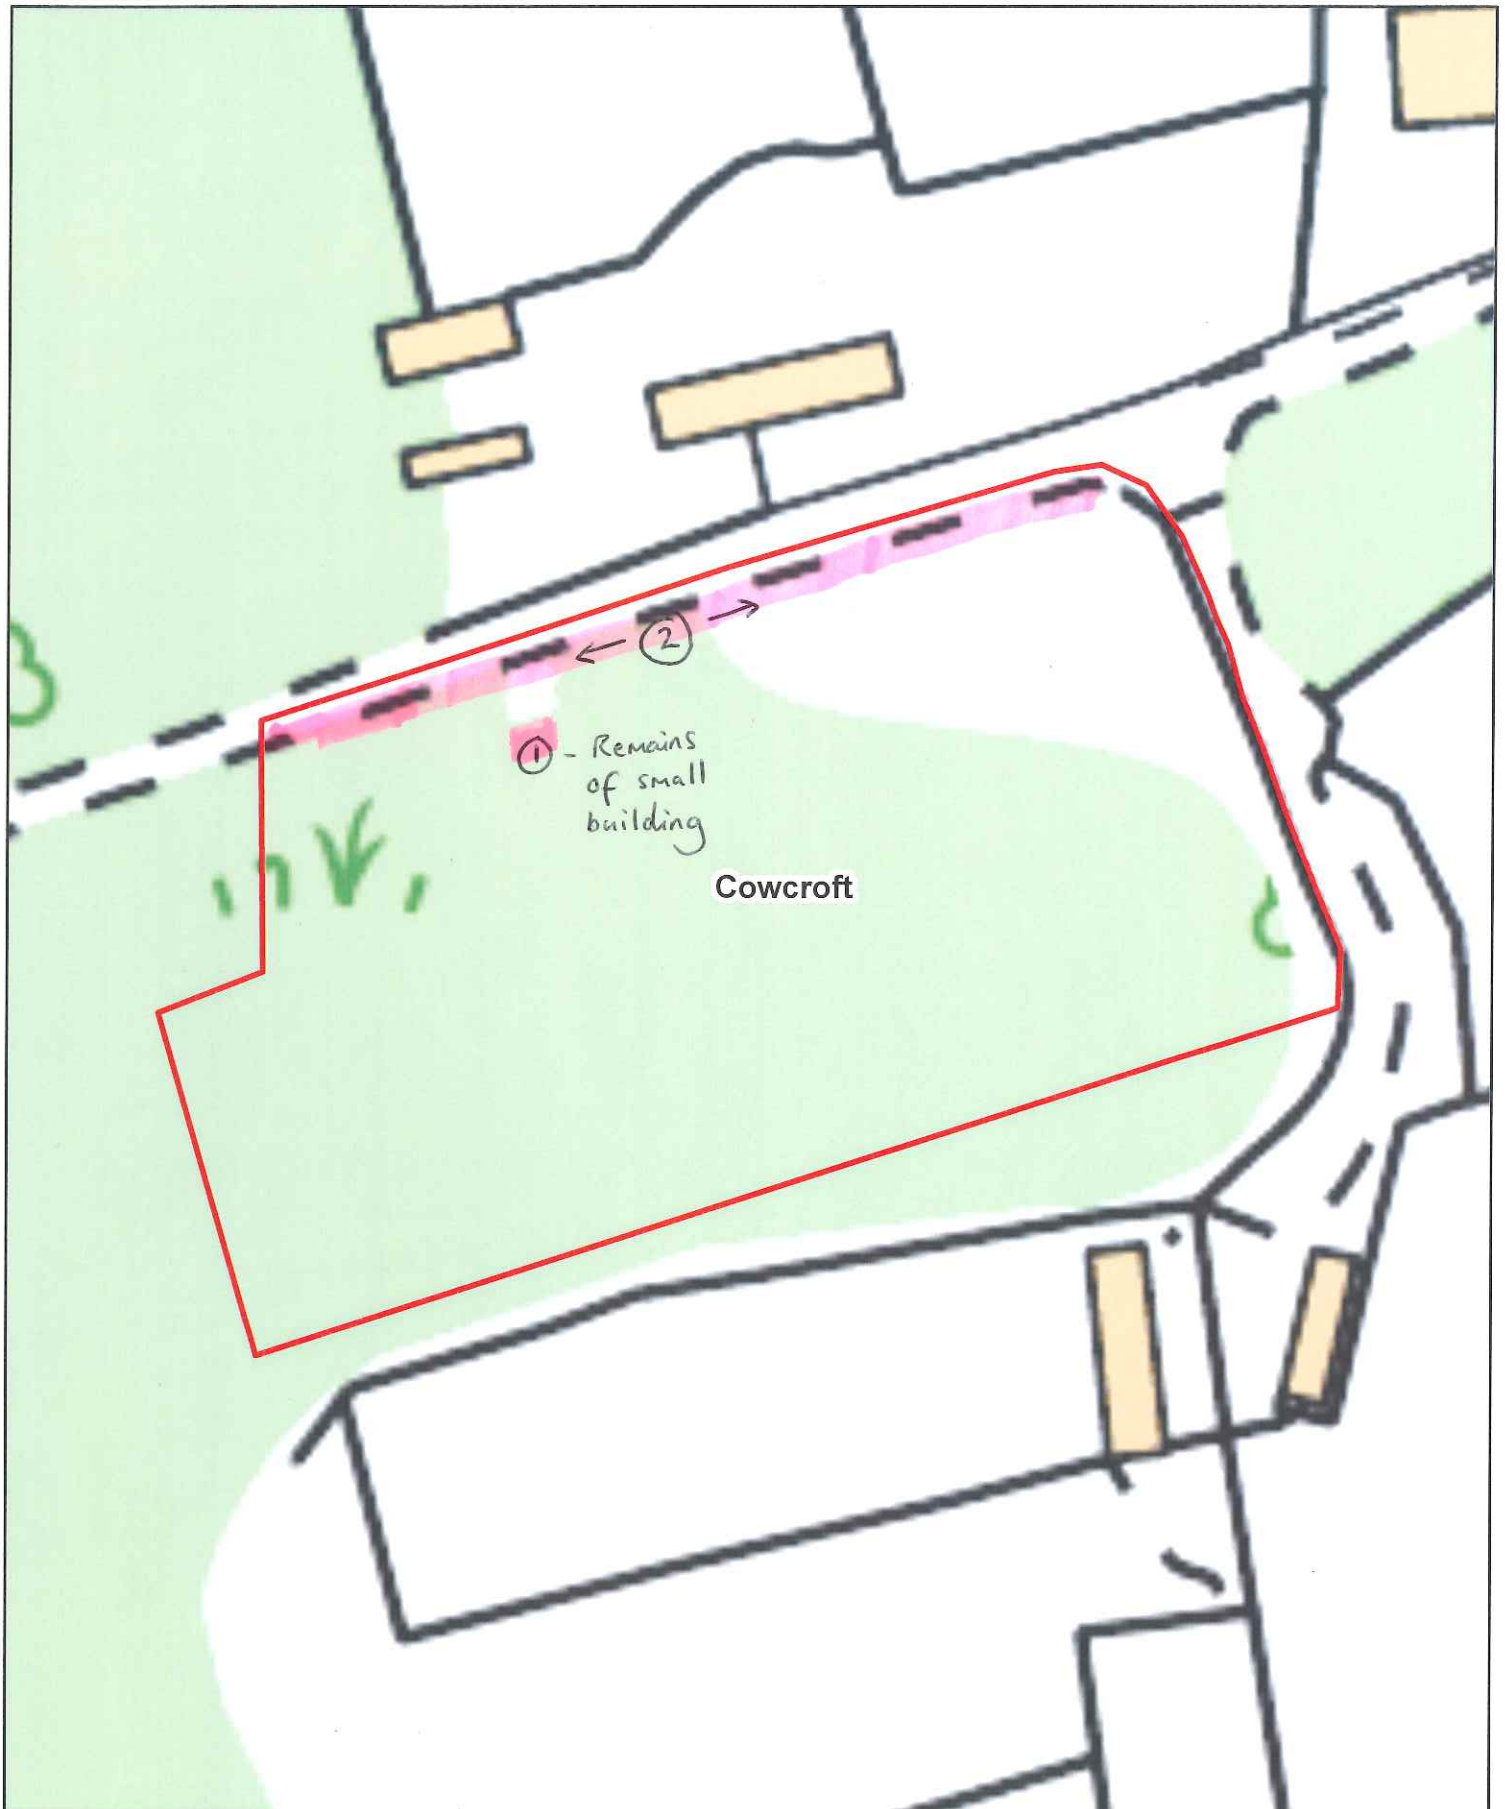 ②
① - Remains
of small
building
Cowcroft